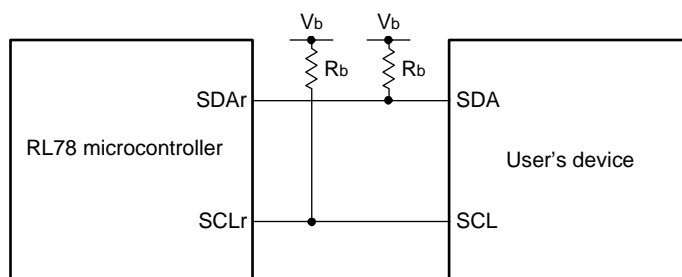 Vb Vb
Rb Rb
SDAr SDA
RL78 microcontroller User's device
SCLr SCL